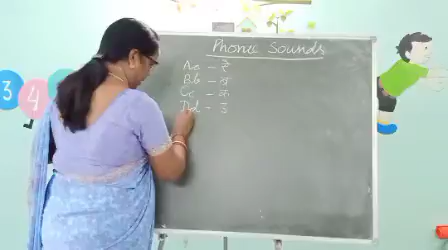 Phonic Sounds
Aa - ऐ
Bb - ब
Cc - क
Dd - ड
3 4